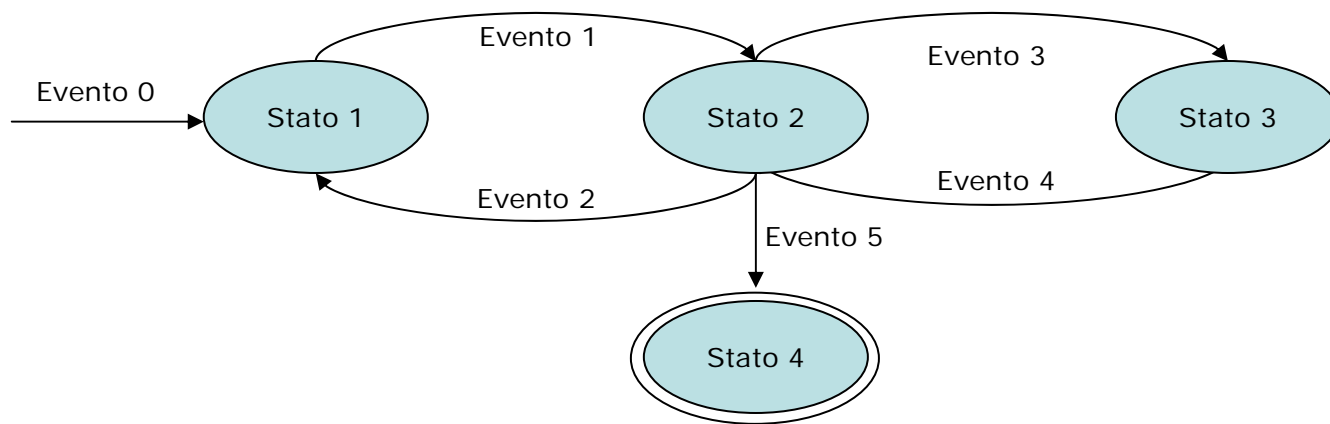 Evento 1
Evento 3
Evento 0
Stato 1
Stato 2
Stato 3
Evento 2
Evento 4
Evento 5
Stato 4